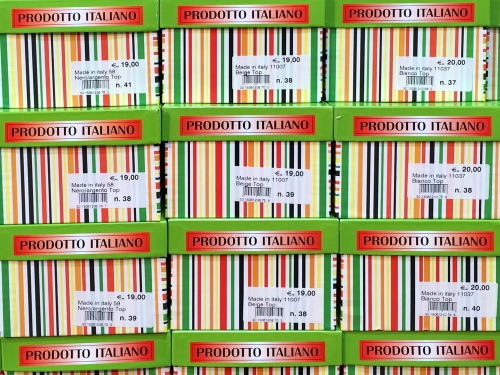 PRODOTTO ITALIANO
€ 19,00
Made in italy 58
Nero/argento Top
n. 41
PRODOTTO ITALIANO
€ 19,00
Made in italy 11007
Beige Top
n. 38
PRODOTTO ITALIANO
€ 20,00
Made in italy 11037
Bianco Top
n. 37
PRODOTTO ITALIANO
€ 19,00
Made in italy 58
Nero/argento Top
n. 38
PRODOTTO ITALIANO
€ 19,00
Made in italy 11007
Beige Top
n. 39
PRODOTTO ITALIANO
€ 20,00
Made in italy 11037
Bianco Top
n. 38
PRODOTTO ITALIANO
€ 19,00
Made in italy 58
Nero/argento Top
n. 39
PRODOTTO ITALIANO
€ 19,00
Made in italy 11007
Beige Top
n. 38
PRODOTTO ITALIANO
€ 20,00
Made in italy 11037
Bianco Top
n. 40
PRODOTTO ITALIANO
PRODOTTO ITALIANO
PRODOTTO ITALIANO